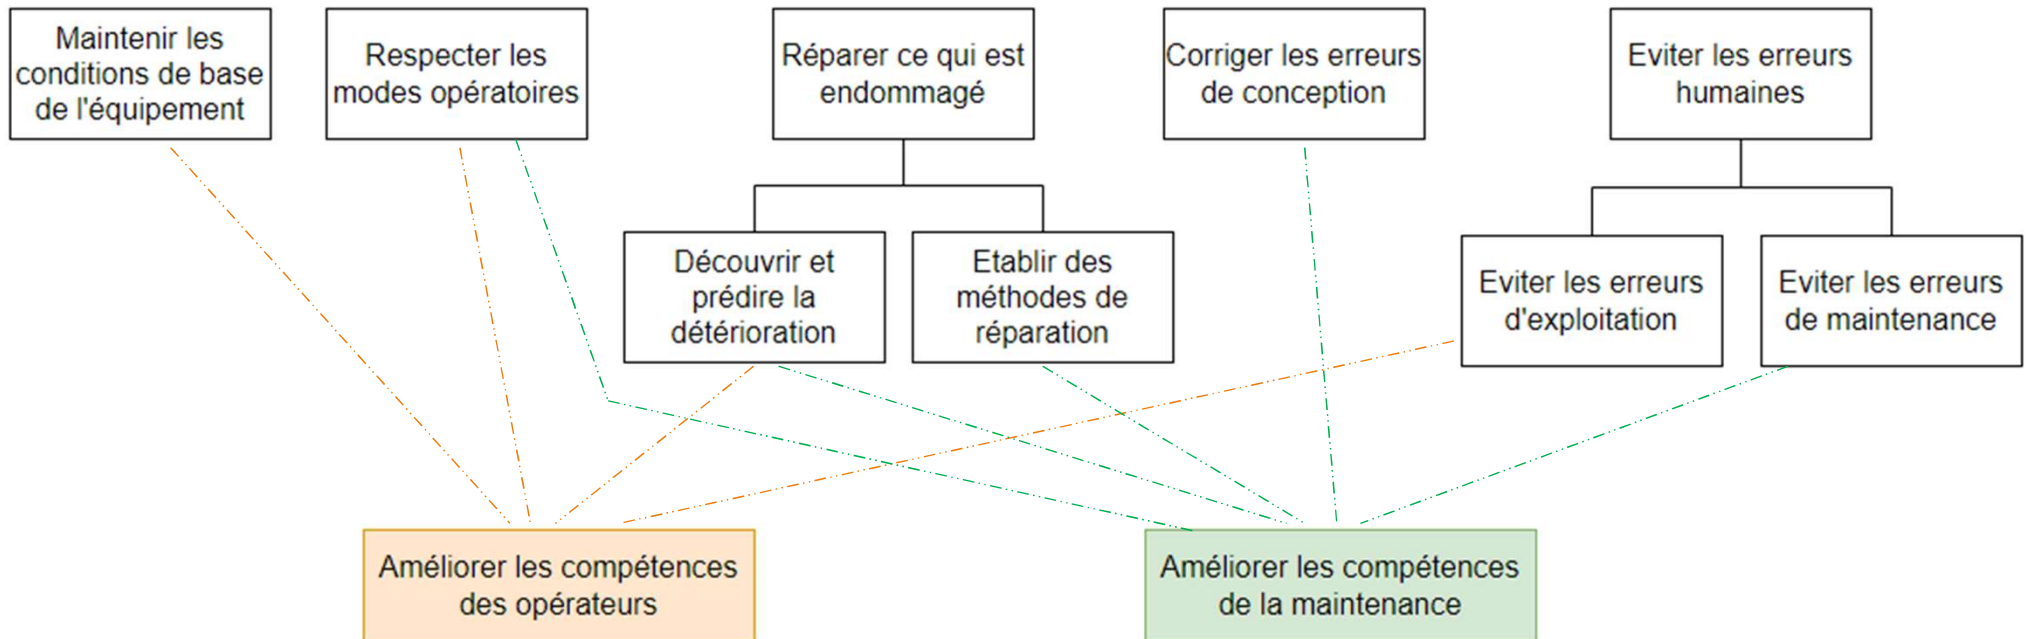 Maintenir les
conditions de base
de l'équipement
Respecter les
modes opératoires
Réparer ce qui est
endommagé
Corriger les erreurs
de conception
Eviter les erreurs
humaines
Découvrir et
prédire la
détérioration
Etablir des
méthodes de
réparation
Eviter les erreurs
d'exploitation
Eviter les erreurs
de maintenance
Améliorer les compétences
des opérateurs
Améliorer les compétences
de la maintenance